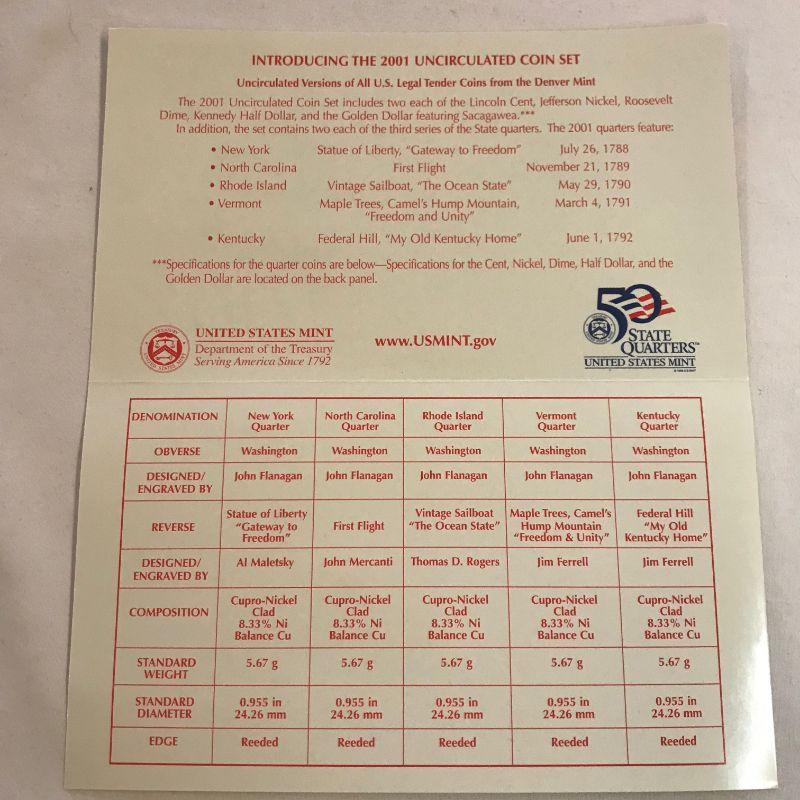 INTRODUCING THE 2001 UNCIRCULATED COIN SET
Uncirculated Versions of All U.S. Legal Tender Coins from the Denver Mint
The 2001 Uncirculated Coin Set includes two each of the Lincoln Cent, Jefferson Nickel, Roosevelt
Dime, Kennedy Half Dollar, and the Golden Dollar featuring Sacagawea.***
In addition, the set contains two each of the third series of the State quarters. The 2001 quarters feature:
• New York Statue of Liberty, "Gateway to Freedom" July 26, 1788
• North Carolina First Flight November 21, 1789
• Rhode Island Vintage Sailboat, "The Ocean State" May 29, 1790
• Vermont Maple Trees, Camel's Hump Mountain, March 4, 1791
"Freedom and Unity"
• Kentucky Federal Hill, "My Old Kentucky Home" June 1, 1792
***Specifications for the quarter coins are below—Specifications for the Cent, Nickel, Dime, Half Dollar, and the
Golden Dollar are located on the back panel.
UNITED STATES MINT
Department of the Treasury
Serving America Since 1792
www.USMINT.gov
50
STATE
QUARTERS™
UNITED STATES MINT
DENOMINATION New York North Carolina Rhode Island Vermont Kentucky
Quarter Quarter Quarter Quarter Quarter
OBVERSE Washington Washington Washington Washington Washington
DESIGNED/ John Flanagan John Flanagan John Flanagan John Flanagan John Flanagan
ENGRAVED BY
Statue of Liberty Vintage Sailboat Maple Trees, Camel's Federal Hill
REVERSE "Gateway to First Flight "The Ocean State" Hump Mountain "My Old
Freedom" "Freedom & Unity" Kentucky Home"
DESIGNED/ Al Maletsky John Mercanti Thomas D. Rogers Jim Ferrell Jim Ferrell
ENGRAVED BY
Cupro-Nickel Cupro-Nickel Cupro-Nickel Cupro-Nickel Cupro-Nickel
COMPOSITION Clad Clad Clad Clad Clad
8.33% Ni 8.33% Ni 8.33% Ni 8.33% Ni 8.33% Ni
Balance Cu Balance Cu Balance Cu Balance Cu Balance Cu
STANDARD 5.67 g 5.67 g 5.67 g 5.67 g 5.67 g
WEIGHT
STANDARD 0.955 in 0.955 in 0.955 in 0.955 in 0.955 in
DIAMETER 24.26 mm 24.26 mm 24.26 mm 24.26 mm 24.26 mm
EDGE Reeded Reeded Reeded Reeded Reeded